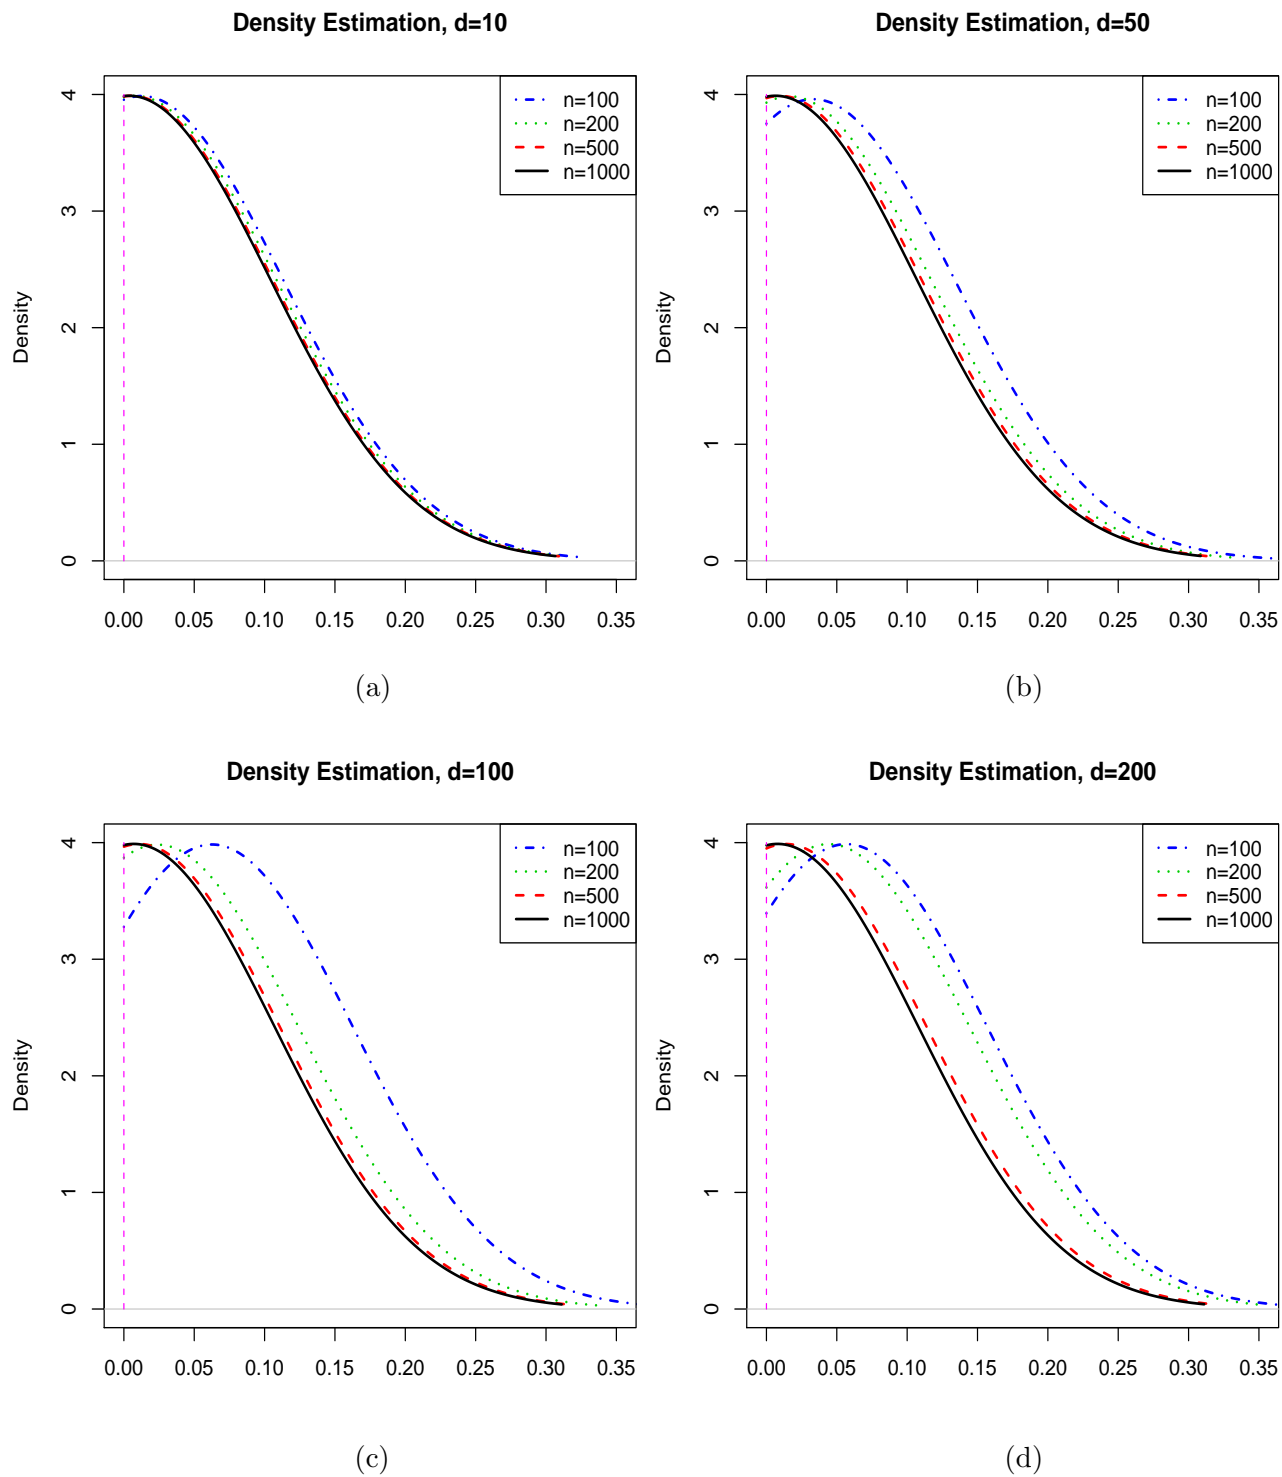 Density Estimation, d=10
Density
4
3
2
1
0
n=100
n=200
n=500
n=1000
0.00 0.05 0.10 0.15 0.20 0.25 0.30 0.35
(a)
Density Estimation, d=50
Density
4
3
2
1
0
n=100
n=200
n=500
n=1000
0.00 0.05 0.10 0.15 0.20 0.25 0.30 0.35
(b)
Density Estimation, d=100
Density
4
3
2
1
0
n=100
n=200
n=500
n=1000
0.00 0.05 0.10 0.15 0.20 0.25 0.30 0.35
(c)
Density Estimation, d=200
Density
4
3
2
1
0
n=100
n=200
n=500
n=1000
0.00 0.05 0.10 0.15 0.20 0.25 0.30 0.35
(d)